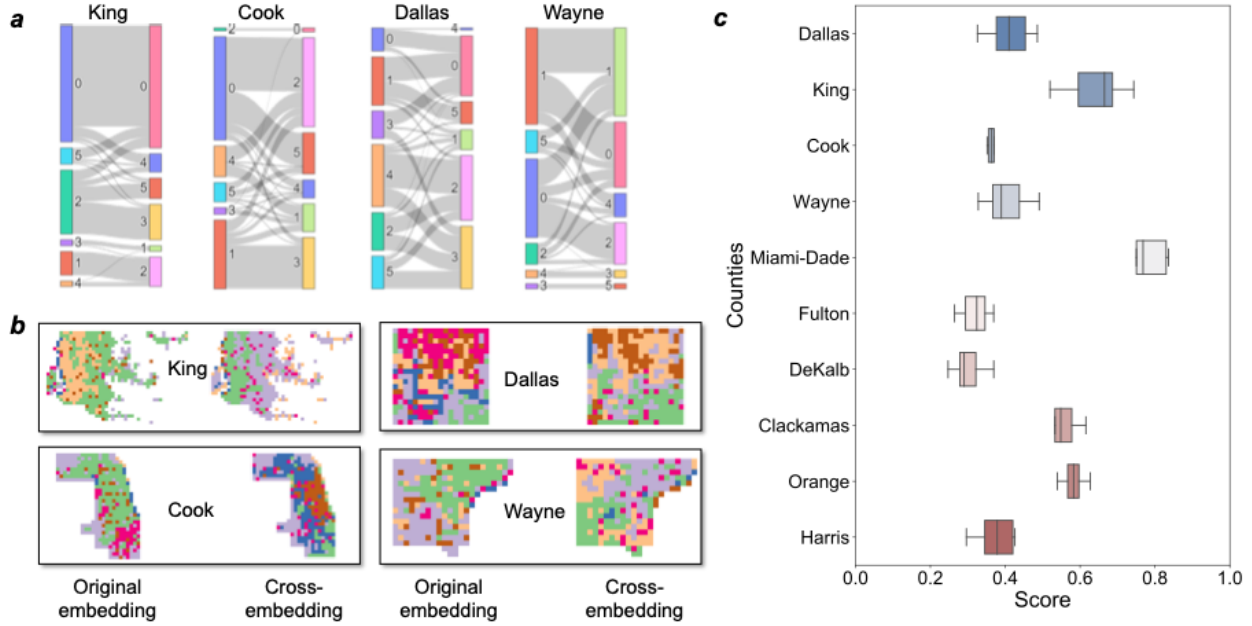 a
King
Cook
Dallas
Wayne
0
5
2
3
1
4
0
4
5
3
1
2
2
0
4
5
3
1
0
2
5
4
1
3
0
1
3
4
2
5
4
0
5
1
2
3
1
5
0
2
4
3
1
0
4
2
3
5
b
King
Dallas
Cook
Wayne
Original
embedding
Cross-
embedding
Original
embedding
Cross-
embedding
c
Counties
Dallas
King
Cook
Wayne
Miami-Dade
Fulton
DeKalb
Clackamas
Orange
Harris
0.0
0.2
0.4
0.6
0.8
1.0
Score